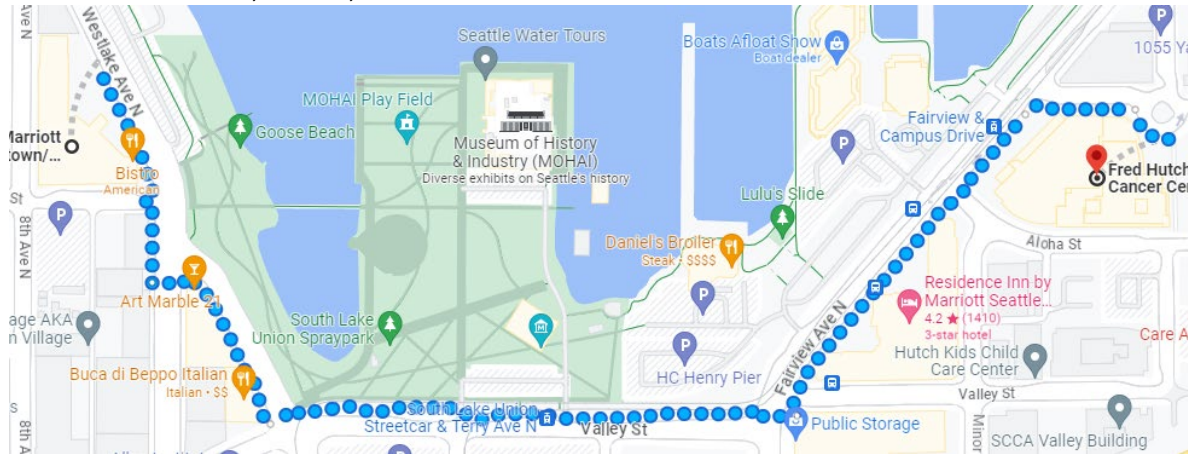 Westlake Ave N
Ave N
Marriott
town/...
Bistro
American
St
8th Ave N
Art Marble 21
age AKA
n Village
Buca di Beppo Italian
Italian • $$
s
8th A
Seattle Water Tours
MOHAI Play Field
Goose Beach
Museum of History
& Industry (MOHAI)
Diverse exhibits on Seattle's history
South Lake
Union Spraypark
South Lake Union
Streetcar & Terry Ave N
Valley St
Boats Afloat Show
Boat dealer
Lulu's Slide
Daniel's Broiler
Steak • $$$$
HC Henry Pier
Fairview Ave N
Public Storage
Fairview &
Campus Drive
1055 Ya
Fred Hutch
Cancer Cen
Aloha St
Residence Inn by
Marriott Seattle...
4.2 ★ (1410)
3-star hotel
Care A
Hutch Kids Child
Care Center
Valley St
Minor
SCCA Valley Building